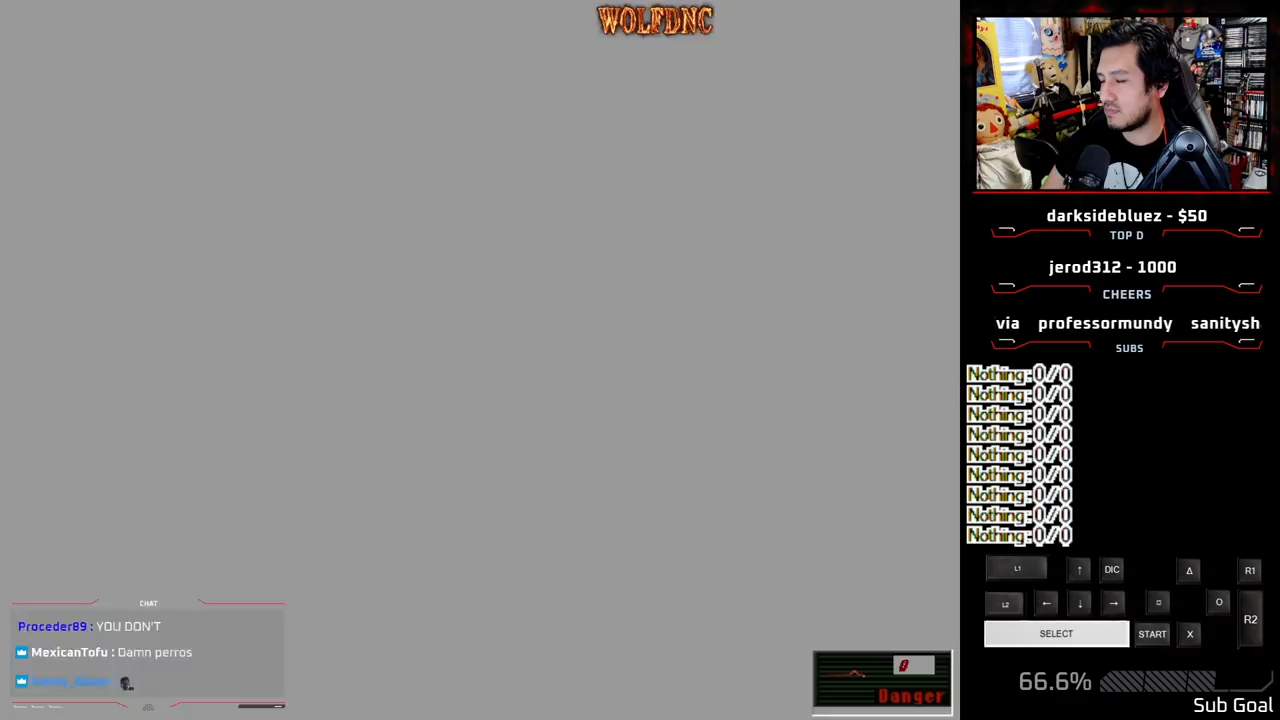 WOLFDNC
darksidebluez - $50
TOP D
jerod312 - 1000
CHEERS
via professormundy sanitysh
SUBS
Nothing:0/0
Nothing:0/0
Nothing:0/0
Nothing:0/0
Nothing:0/0
Nothing:0/0
Nothing:0/0
Nothing:0/0
Nothing:0/0
L1 ↑ DIC Δ R1
L2 ← ↓ → □ O R2
SELECT START X
66.6%
Sub Goal
CHAT
Proceder89 : YOU DON'T
MexicanTofu : Damn perros
0
Danger